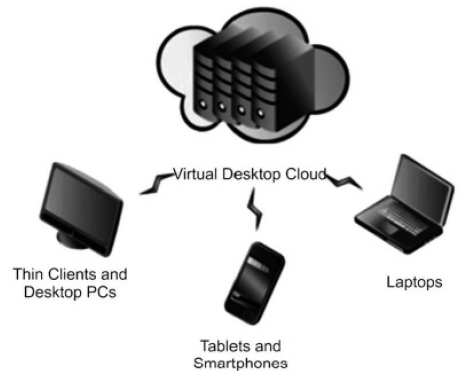 Virtual Desktop Cloud
Thin Clients and
Desktop PCs
Laptops
Tablets and
Smartphones